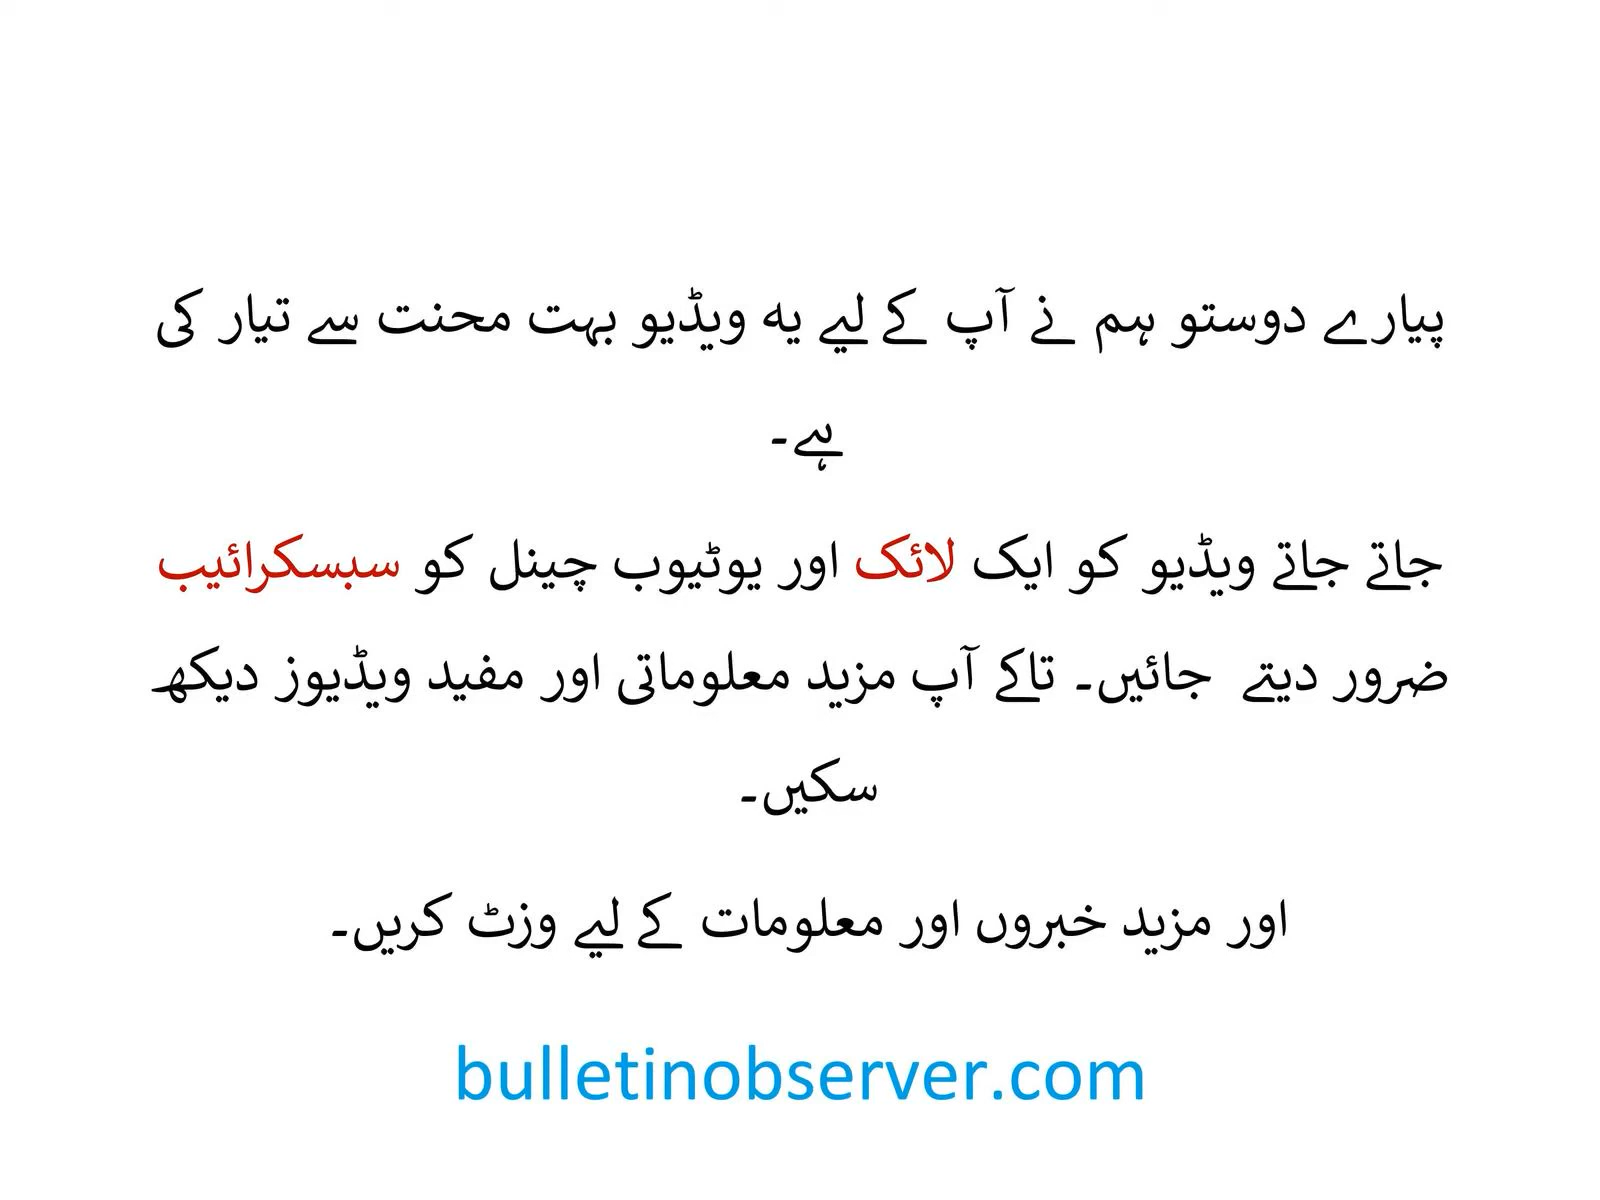 پیارے دوستو ہم نے آپ کے لیے یہ ویڈیو بہت محنت سے تیار کی
ہے۔
جاتے جاتے ویڈیو کو ایک لائک اور یوٹیوب چینل کو سبسکرائیب
ضرور دیتے جائیں۔ تاکے آپ مزید معلوماتی اور مفید ویڈیوز دیکھ
سکیں۔
اور مزید خبروں اور معلومات کے لیے وزٹ کریں۔
bulletinobserver.com